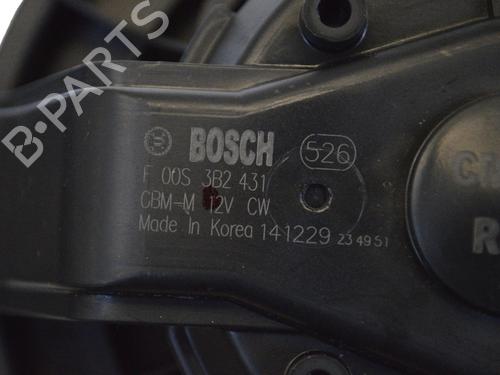 B-PARTS
BOSCH 526
F 00S 3B2 431
CBM-M 12V CW
Made In Korea 141229 234951